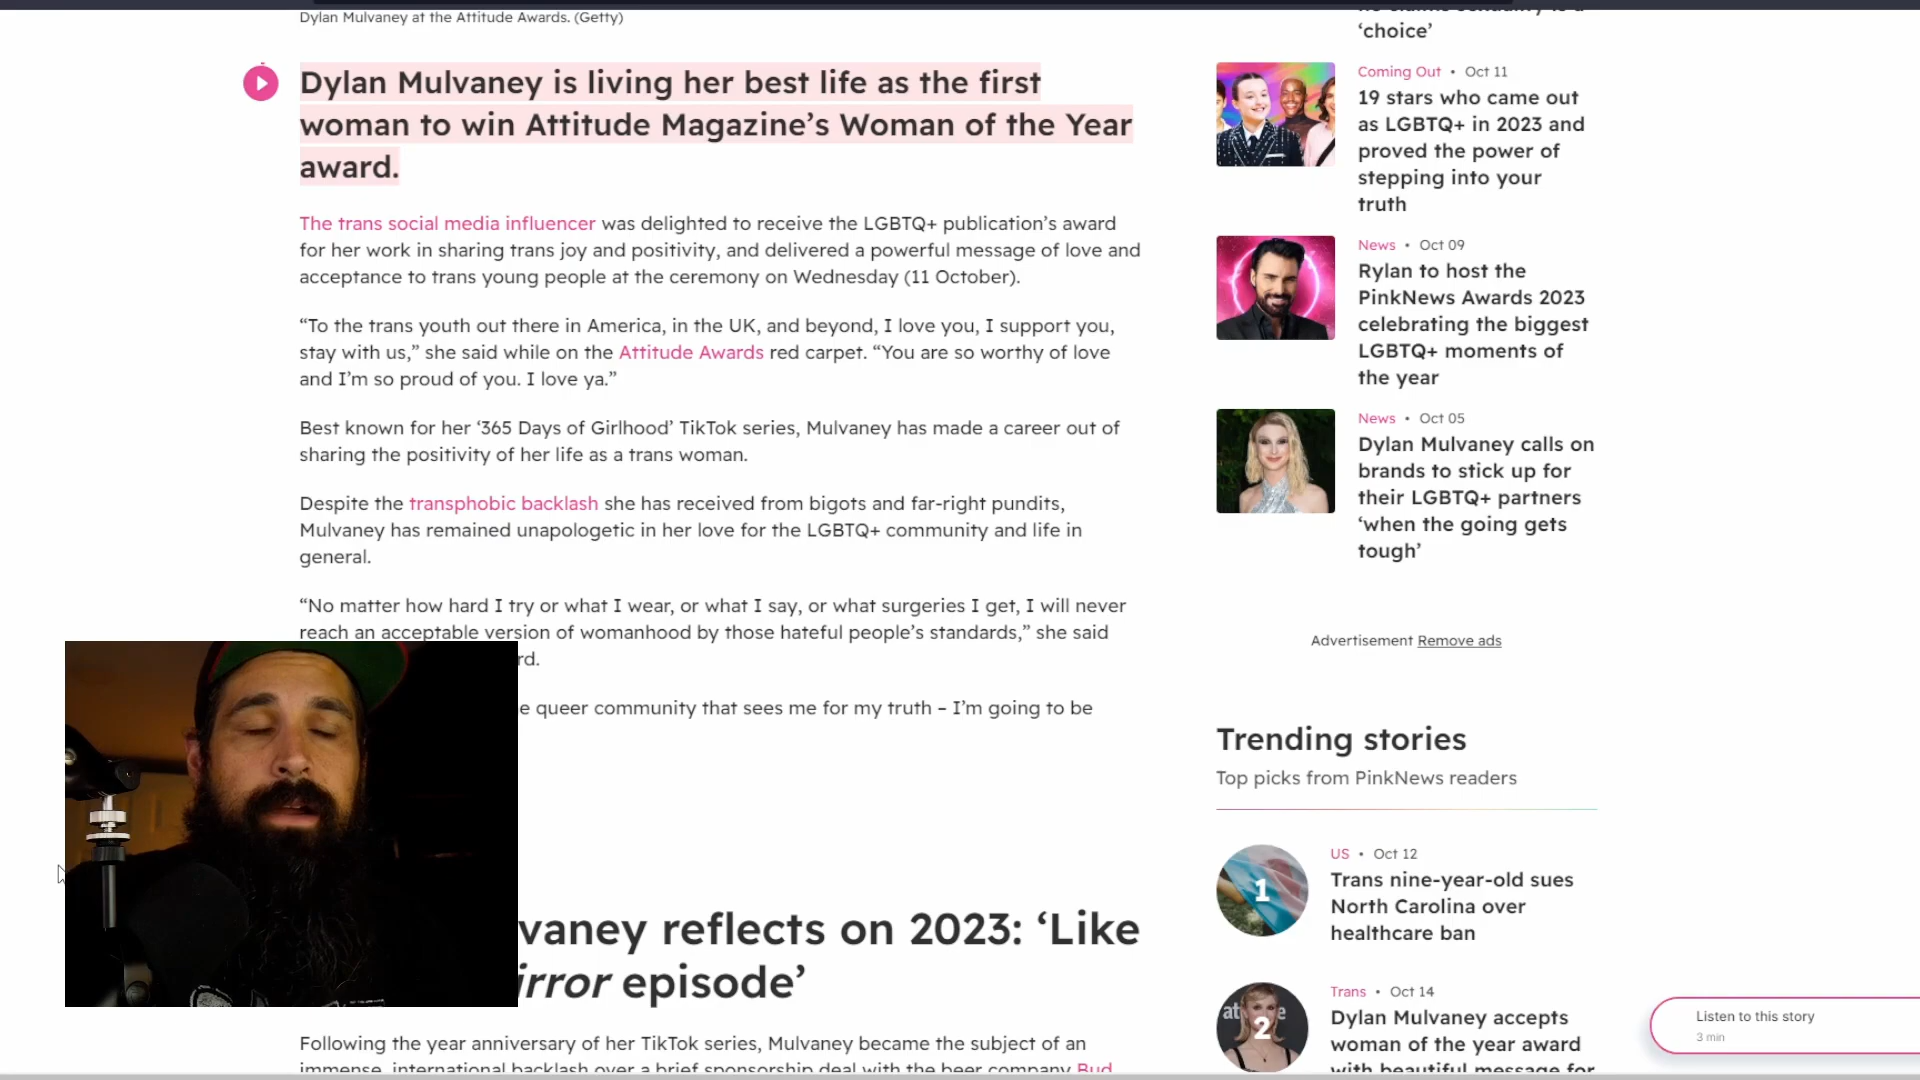 Dylan Mulvaney at the Attitude Awards. (Getty)
Dylan Mulvaney is living her best life as the first
woman to win Attitude Magazine’s Woman of the Year
award.
The trans social media influencer was delighted to receive the LGBTQ+ publication’s award
for her work in sharing trans joy and positivity, and delivered a powerful message of love and
acceptance to trans young people at the ceremony on Wednesday (11 October).
“To the trans youth out there in America, in the UK, and beyond, I love you, I support you,
stay with us,” she said while on the Attitude Awards red carpet. “You are so worthy of love
and I’m so proud of you. I love ya.”
Best known for her ‘365 Days of Girlhood’ TikTok series, Mulvaney has made a career out of
sharing the positivity of her life as a trans woman.
Despite the transphobic backlash she has received from bigots and far-right pundits,
Mulvaney has remained unapologetic in her love for the LGBTQ+ community and life in
general.
“No matter how hard I try or what I wear, or what I say, or what surgeries I get, I will never
reach an acceptable version of womanhood by those hateful people’s standards,” she said
rd.
e queer community that sees me for my truth – I’m going to be
vaney reflects on 2023: ‘Like
irror episode’
Following the year anniversary of her TikTok series, Mulvaney became the subject of an
immense, international backlash over a brief sponsorship deal with the beer company Bud
‘choice’
Coming Out • Oct 11
19 stars who came out
as LGBTQ+ in 2023 and
proved the power of
stepping into your
truth
News • Oct 09
Rylan to host the
PinkNews Awards 2023
celebrating the biggest
LGBTQ+ moments of
the year
News • Oct 05
Dylan Mulvaney calls on
brands to stick up for
their LGBTQ+ partners
‘when the going gets
tough’
Advertisement Remove ads
Trending stories
Top picks from PinkNews readers
1
US • Oct 12
Trans nine-year-old sues
North Carolina over
healthcare ban
2
Trans • Oct 14
Dylan Mulvaney accepts
woman of the year award
with beautiful message for
Listen to this story
3 min